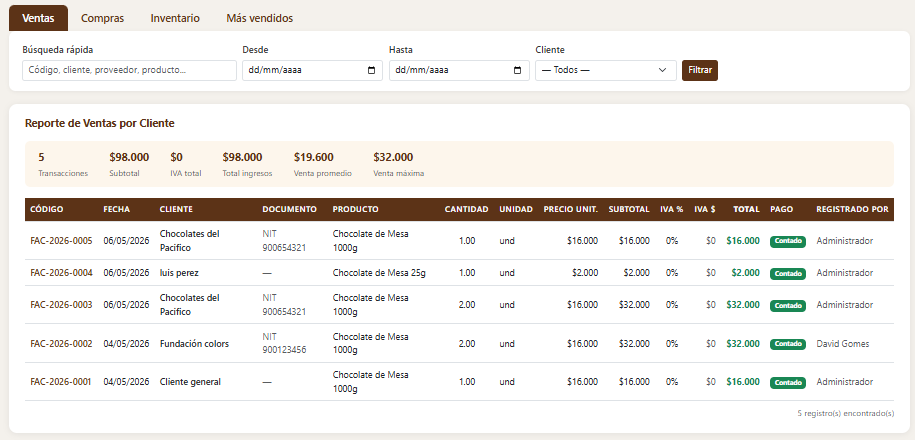 Ventas Compras Inventario Más vendidos
Búsqueda rápida Desde Hasta Cliente
Código, cliente, proveedor, producto... dd/mm/aaaa dd/mm/aaaa — Todos — Filtrar
Reporte de Ventas por Cliente
5 $98.000 $0 $98.000 $19.600 $32.000
Transacciones Subtotal IVA total Total ingresos Venta promedio Venta máxima
CÓDIGO FECHA CLIENTE DOCUMENTO PRODUCTO CANTIDAD UNIDAD PRECIO UNIT. SUBTOTAL IVA % IVA $ TOTAL PAGO REGISTRADO POR
Chocolates del NIT Chocolate de Mesa
FAC-2026-0005 06/05/2026 1.00 und $16.000 $16.000 0% $0 $16.000 Contado Administrador
Pacifico 900654321 1000g
FAC-2026-0004 06/05/2026 luis perez — Chocolate de Mesa 25g 1.00 und $2.000 $2.000 0% $0 $2.000 Contado Administrador
Chocolates del NIT Chocolate de Mesa
FAC-2026-0003 06/05/2026 2.00 und $16.000 $32.000 0% $0 $32.000 Contado Administrador
Pacifico 900654321 1000g
NIT Chocolate de Mesa
FAC-2026-0002 04/05/2026 Fundación colors 2.00 und $16.000 $32.000 0% $0 $32.000 Contado David Gomes
900123456 1000g
Chocolate de Mesa
FAC-2026-0001 04/05/2026 Cliente general — 1.00 und $16.000 $16.000 0% $0 $16.000 Contado Administrador
1000g
5 registro(s) encontrado(s)